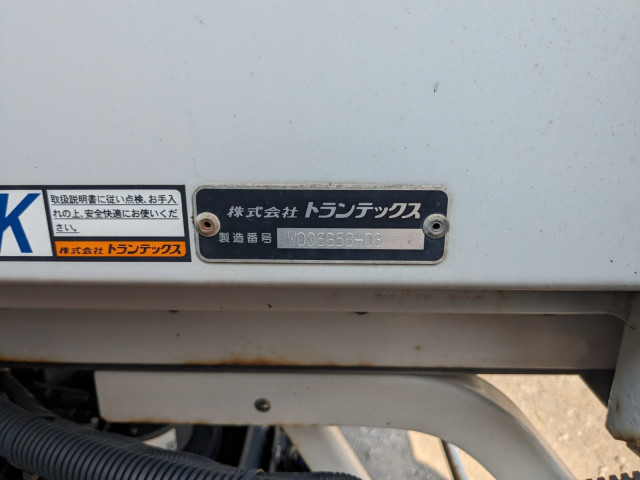 K
取扱説明書に従い点検、お手入
れの上、安全快適にお使いくだ
さい。
株式会社トランテックス
株式会社 トランテックス
製造番号